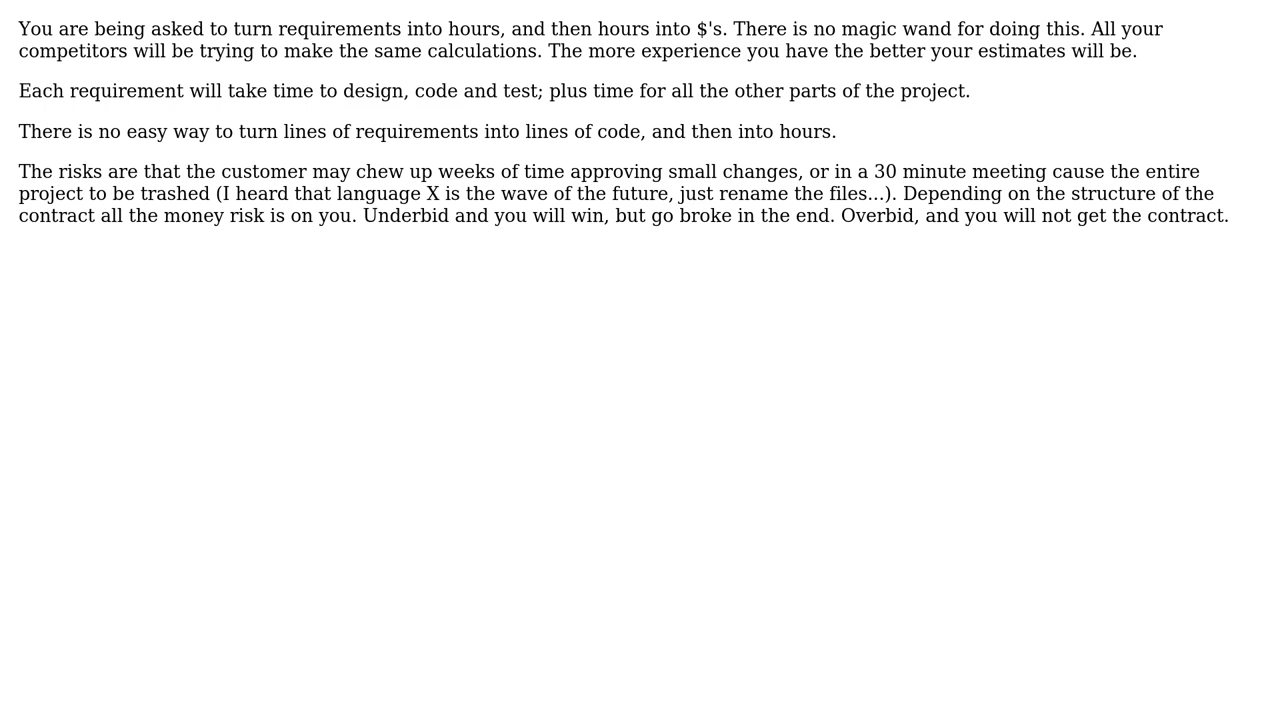 You are being asked to turn requirements into hours, and then hours into $'s. There is no magic wand for doing this. All your
competitors will be trying to make the same calculations. The more experience you have the better your estimates will be.
Each requirement will take time to design, code and test; plus time for all the other parts of the project.
There is no easy way to turn lines of requirements into lines of code, and then into hours.
The risks are that the customer may chew up weeks of time approving small changes, or in a 30 minute meeting cause the entire
project to be trashed (I heard that language X is the wave of the future, just rename the files...). Depending on the structure of the
contract all the money risk is on you. Underbid and you will win, but go broke in the end. Overbid, and you will not get the contract.